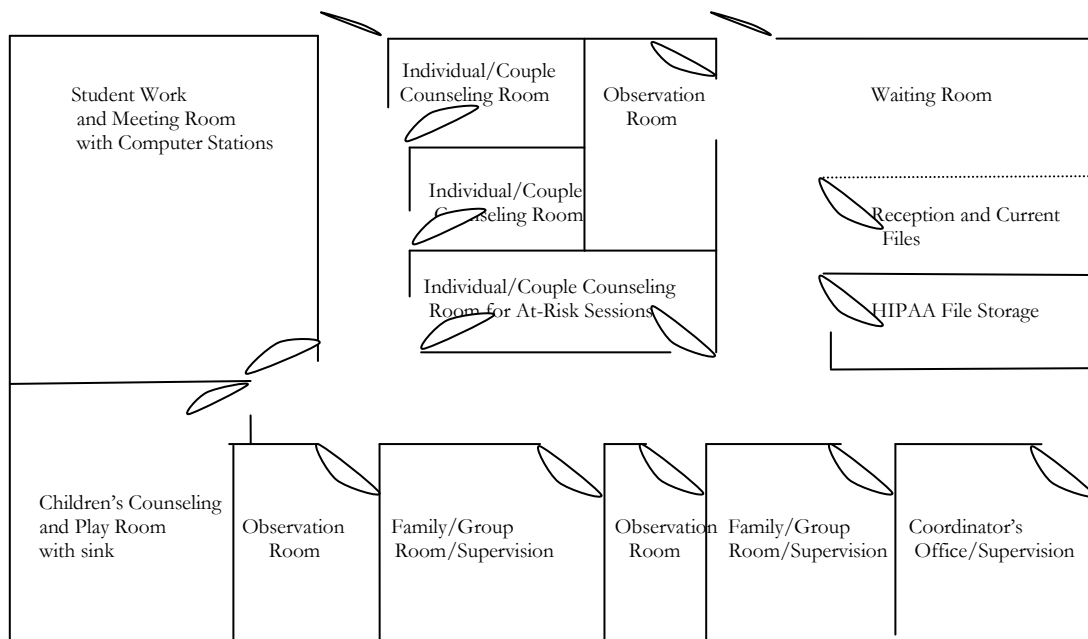 Student Work
and Meeting Room
with Computer Stations
Individual/Couple
Counseling Room
Observation
Room
Waiting Room
Individual/Couple
Counseling Room
Reception and Current
Files
Individual/Couple Counseling
Room for At-Risk Sessions
HIPAA File Storage
Children's Counseling
and Play Room
with sink
Observation
Room
Family/Group
Room/Supervision
Observation
Room
Family/Group
Room/Supervision
Coordinator's
Office/Supervision